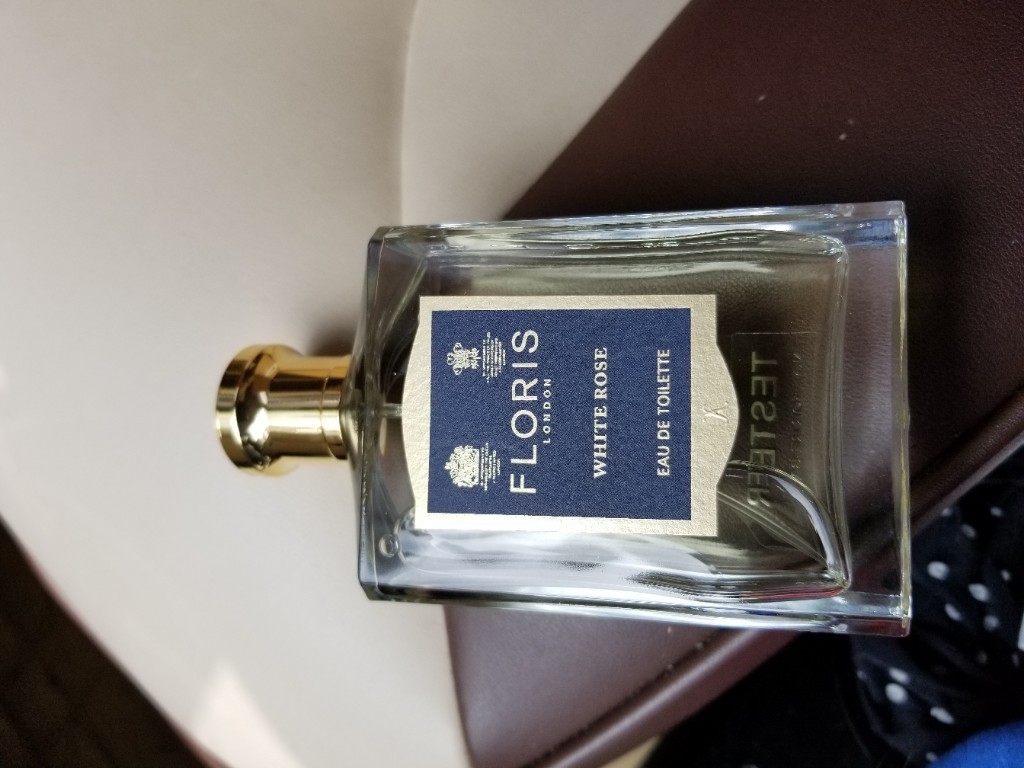 FLORIS
LONDON
WHITE ROSE
EAU DE TOILETTE
TESTER